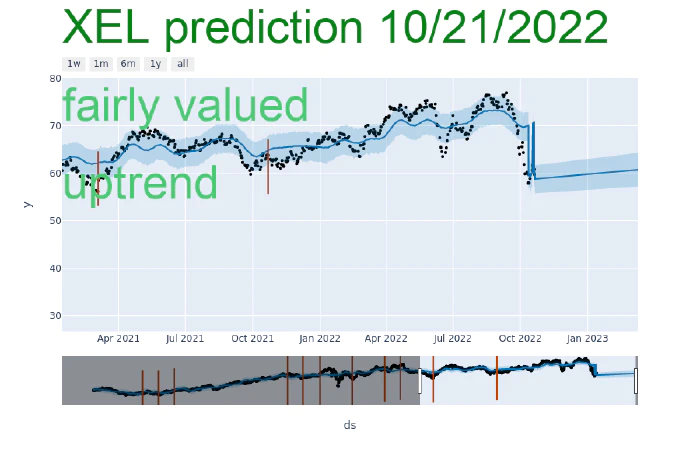 XEL prediction 10/21/2022
1w 1m 6m 1y all
80
fairly valued
70
60
uptrend
y
50
40
30
Apr 2021 Jul 2021 Oct 2021 Jan 2022 Apr 2022 Jul 2022 Oct 2022 Jan 2023
ds